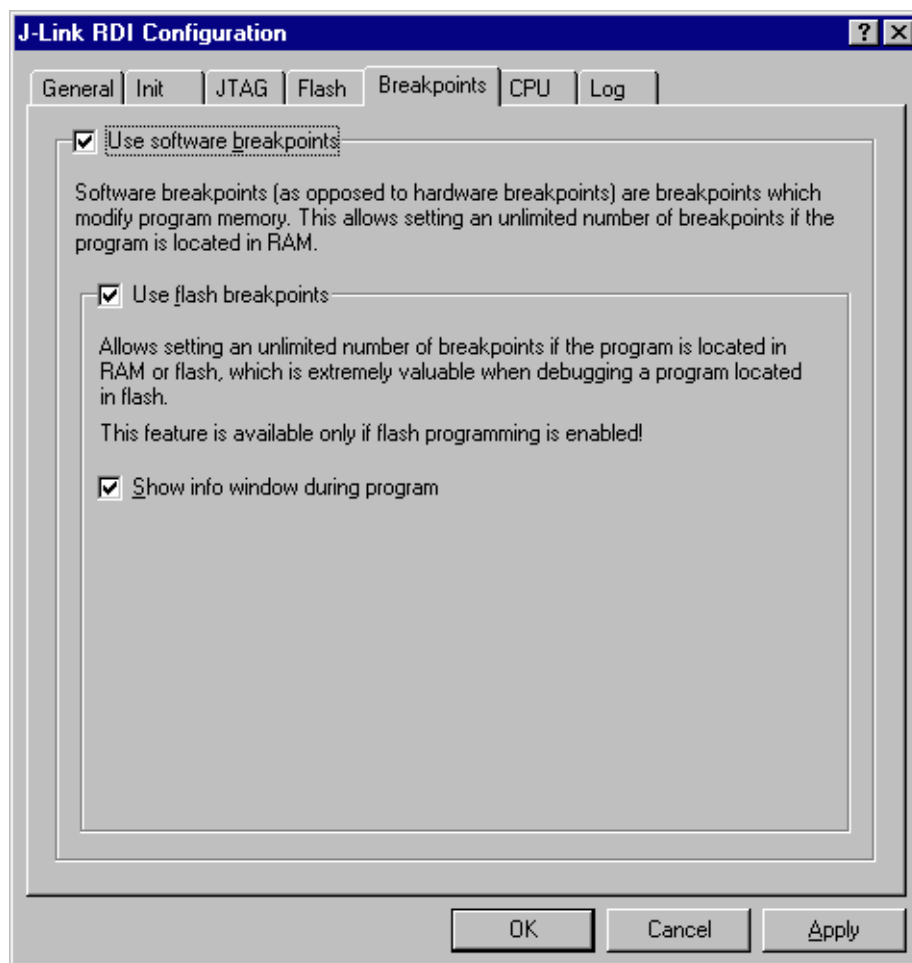 J-Link RDI Configuration
General Init JTAG Flash Breakpoints CPU Log
Use software breakpoints
Software breakpoints (as opposed to hardware breakpoints) are breakpoints which
modify program memory. This allows setting an unlimited number of breakpoints if the
program is located in RAM.
Use flash breakpoints
Allows setting an unlimited number of breakpoints if the program is located in
RAM or flash, which is extremely valuable when debugging a program located
in flash.
This feature is available only if flash programming is enabled!
Show info window during program
OK Cancel Apply